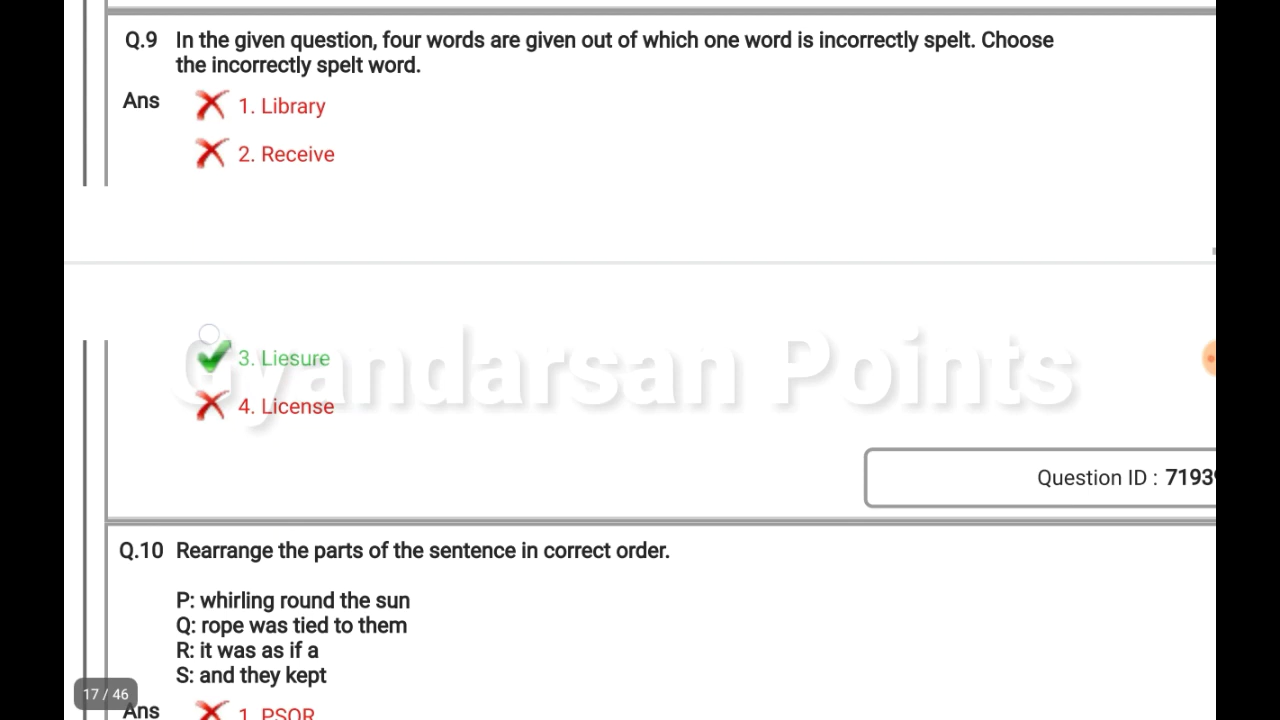 Q.9 In the given question, four words are given out of which one word is incorrectly spelt. Choose
the incorrectly spelt word.
Ans 1. Library
2. Receive
3. Liesure
Gyandarsan Points
4. License
Question ID : 7193
Q.10 Rearrange the parts of the sentence in correct order.
P: whirling round the sun
Q: rope was tied to them
R: it was as if a
S: and they kept
17 / 46
Ans 1. PSQR